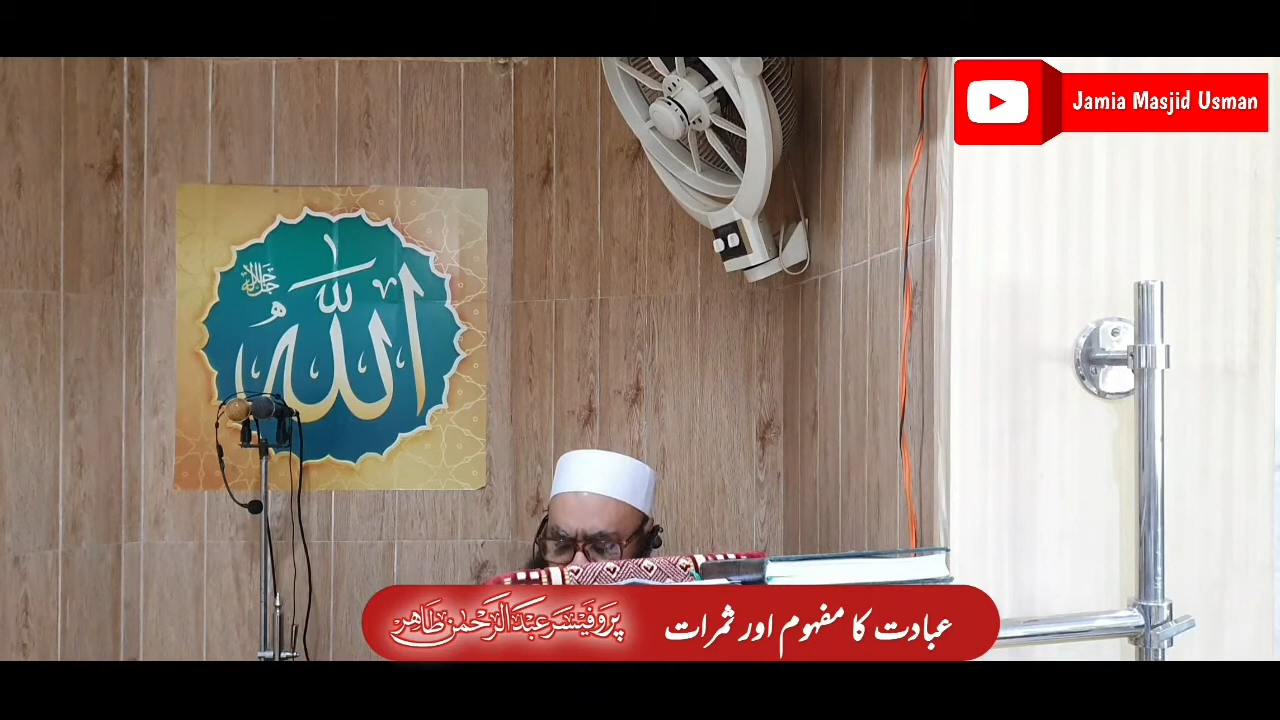 Jamia Masjid Usman
الله
جل جلاله
عبادت کا مفہوم اور ثمرات
پروفیسر عبدالرحمن طاہر